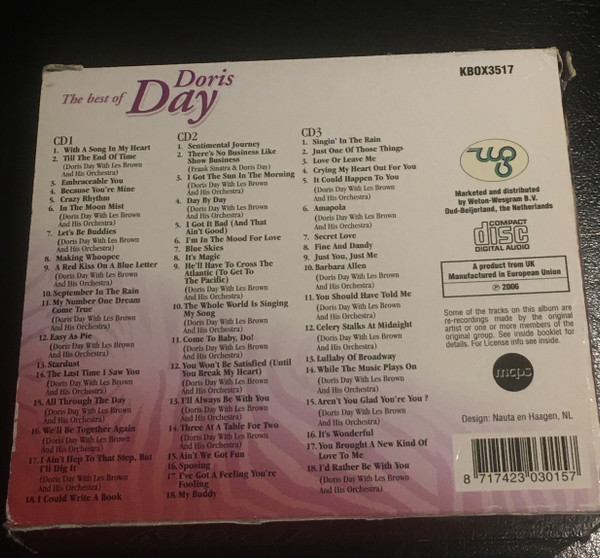 The best of Doris Day
KBOX3517
CD1
1. With A Song In My Heart
2. Till The End Of Time
(Doris Day With Les Brown
And His Orchestra)
3. Embraceable You
4. Because You're Mine
5. Crazy Rhythm
6. In The Moon Mist
(Doris Day With Les Brown
And His Orchestra)
7. Let's Be Buddies
(Doris Day With Les Brown
And His Orchestra)
8. Making Whoopee
9. A Red Kiss On A Blue Letter
(Doris Day With Les Brown
And His Orchestra)
10. September In The Rain
11. My Number One Dream
Come True
(Doris Day With Les Brown
And His Orchestra)
12. Easy As Pie
(Doris Day With Les Brown
And His Orchestra)
13. Stardust
14. The Last Time I Saw You
(Doris Day With Les Brown
And His Orchestra)
15. All Through The Day
(Doris Day With Les Brown
And His Orchestra)
16. We'll Be Together Again
(Doris Day With Les Brown
And His Orchestra)
17. I Ain't Hep To That Step, But
I'll Dig It
(Doris Day With Les Brown
And His Orchestra)
18. I Could Write A Book
CD2
1. Sentimental Journey
2. There's No Business Like
Show Business
(Frank Sinatra & Doris Day)
3. I Got The Sun In The Morning
(Doris Day With Les Brown
And His Orchestra)
4. Day By Day
(Doris Day With Les Brown
And His Orchestra)
5. I Got It Bad (And That
Ain't Good)
6. I'm In The Mood For Love
7. Blue Skies
8. It's Magic
9. He'll Have To Cross The
Atlantic (To Get To
The Pacific)
(Doris Day With Les Brown
And His Orchestra)
10. The Whole World Is Singing
My Song
(Doris Day With Les Brown
And His Orchestra)
11. Come To Baby, Do!
(Doris Day With Les Brown
And His Orchestra)
12. You Won't Be Satisfied (Until
You Break My Heart)
(Doris Day With Les Brown
And His Orchestra)
13. I'll Always Be With You
(Doris Day With Les Brown
And His Orchestra)
14. Three At A Table For Two
(Doris Day With Les Brown
And His Orchestra)
15. Ain't We Got Fun
16. Sposing
17. I've Got A Feeling You're
Fooling
18. My Buddy
CD3
1. Singin' In The Rain
2. Just One Of Those Things
3. Love Or Leave Me
4. Crying My Heart Out For You
5. It Could Happen To You
(Doris Day With Les Brown
And His Orchestra)
6. Amapola
(Doris Day With Les Brown
And His Orchestra)
7. Secret Love
8. Fine And Dandy
9. Just You, Just Me
10. Barbara Allen
(Doris Day With Les Brown
And His Orchestra)
11. You Should Have Told Me
(Doris Day With Les Brown
And His Orchestra)
12. Celery Stalks At Midnight
(Doris Day With Les Brown
And His Orchestra)
13. Lullaby Of Broadway
14. While The Music Plays On
(Doris Day With Les Brown
And His Orchestra)
15. Aren't You Glad You're You ?
(Doris Day With Les Brown
And His Orchestra)
16. It's Wonderful
17. You Brought A New Kind Of
Love To Me
18. I'd Rather Be With You
(Doris Day With Les Brown
And His Orchestra)
wg
Marketed and distributed
by Weton-Wesgram B.V.
Oud-Beijerland, the Netherlands
COMPACT
disc
DIGITAL AUDIO
A product from UK
Manufactured in European Union
℗ 2006
Some of the tracks on this album are
re-recordings made by the original
artist or one or more members of the
original group. See inside booklet for
details. For License info see inside.
mcps
Design: Nauta en Haagen, NL
8 717423 030157